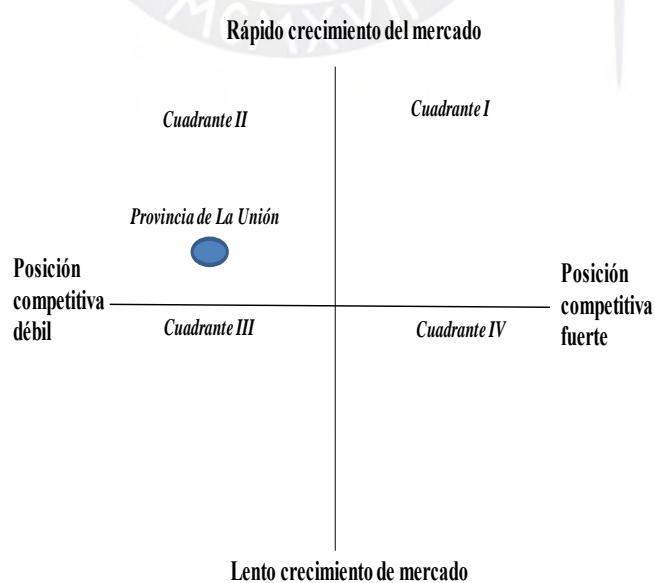 MCMXVII
Rápido crecimiento del mercado
Cuadrante II
Cuadrante I
Provincia de La Unión
Posición
competitiva
débil
Posición
competitiva
fuerte
Cuadrante III
Cuadrante IV
Lento crecimiento de mercado